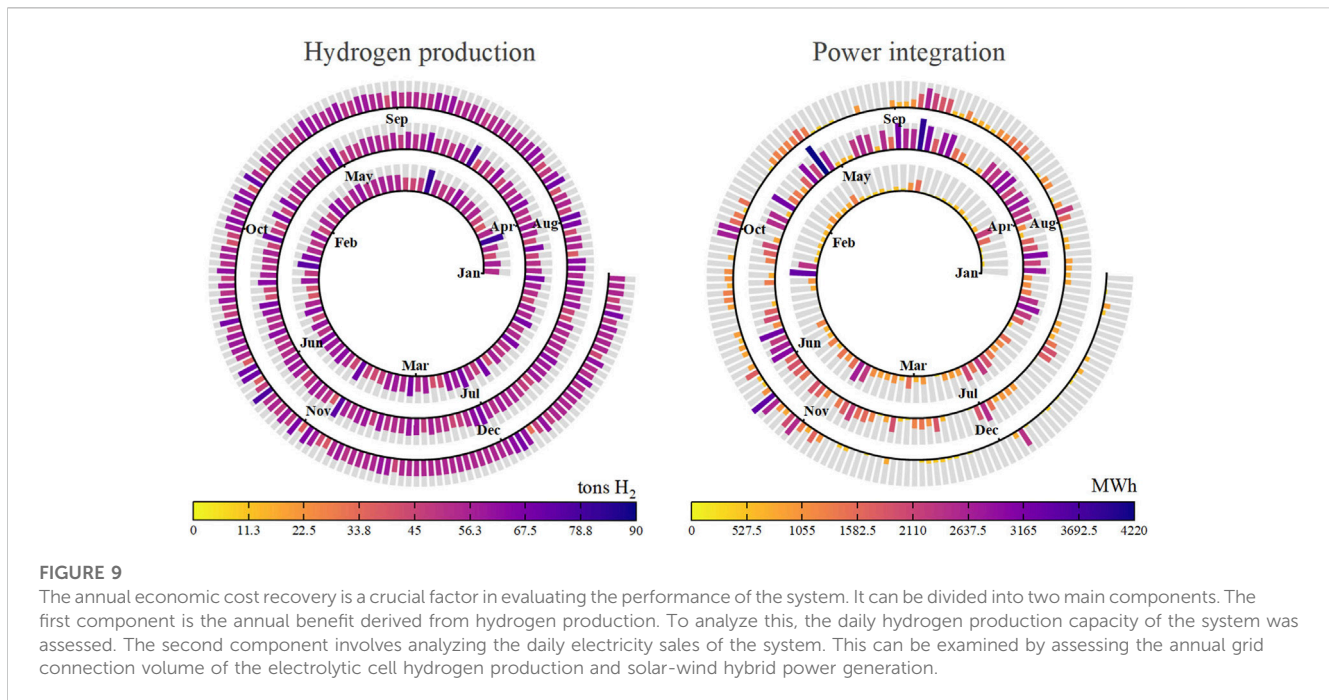 Hydrogen production
Power integration
Sep
May
Oct
Feb
Apr
Aug
Jan
Jun
Mar
Jul
Nov
Dec
tons H₂
0 11.3 22.5 33.8 45 56.3 67.5 78.8 90
Sep
May
Oct
Feb
Apr
Aug
Jan
Jun
Mar
Jul
Nov
Dec
MWh
0 527.5 1055 1582.5 2110 2637.5 3165 3692.5 4220
FIGURE 9
The annual economic cost recovery is a crucial factor in evaluating the performance of the system. It can be divided into two main components. The
first component is the annual benefit derived from hydrogen production. To analyze this, the daily hydrogen production capacity of the system was
assessed. The second component involves analyzing the daily electricity sales of the system. This can be examined by assessing the annual grid
connection volume of the electrolytic cell hydrogen production and solar-wind hybrid power generation.